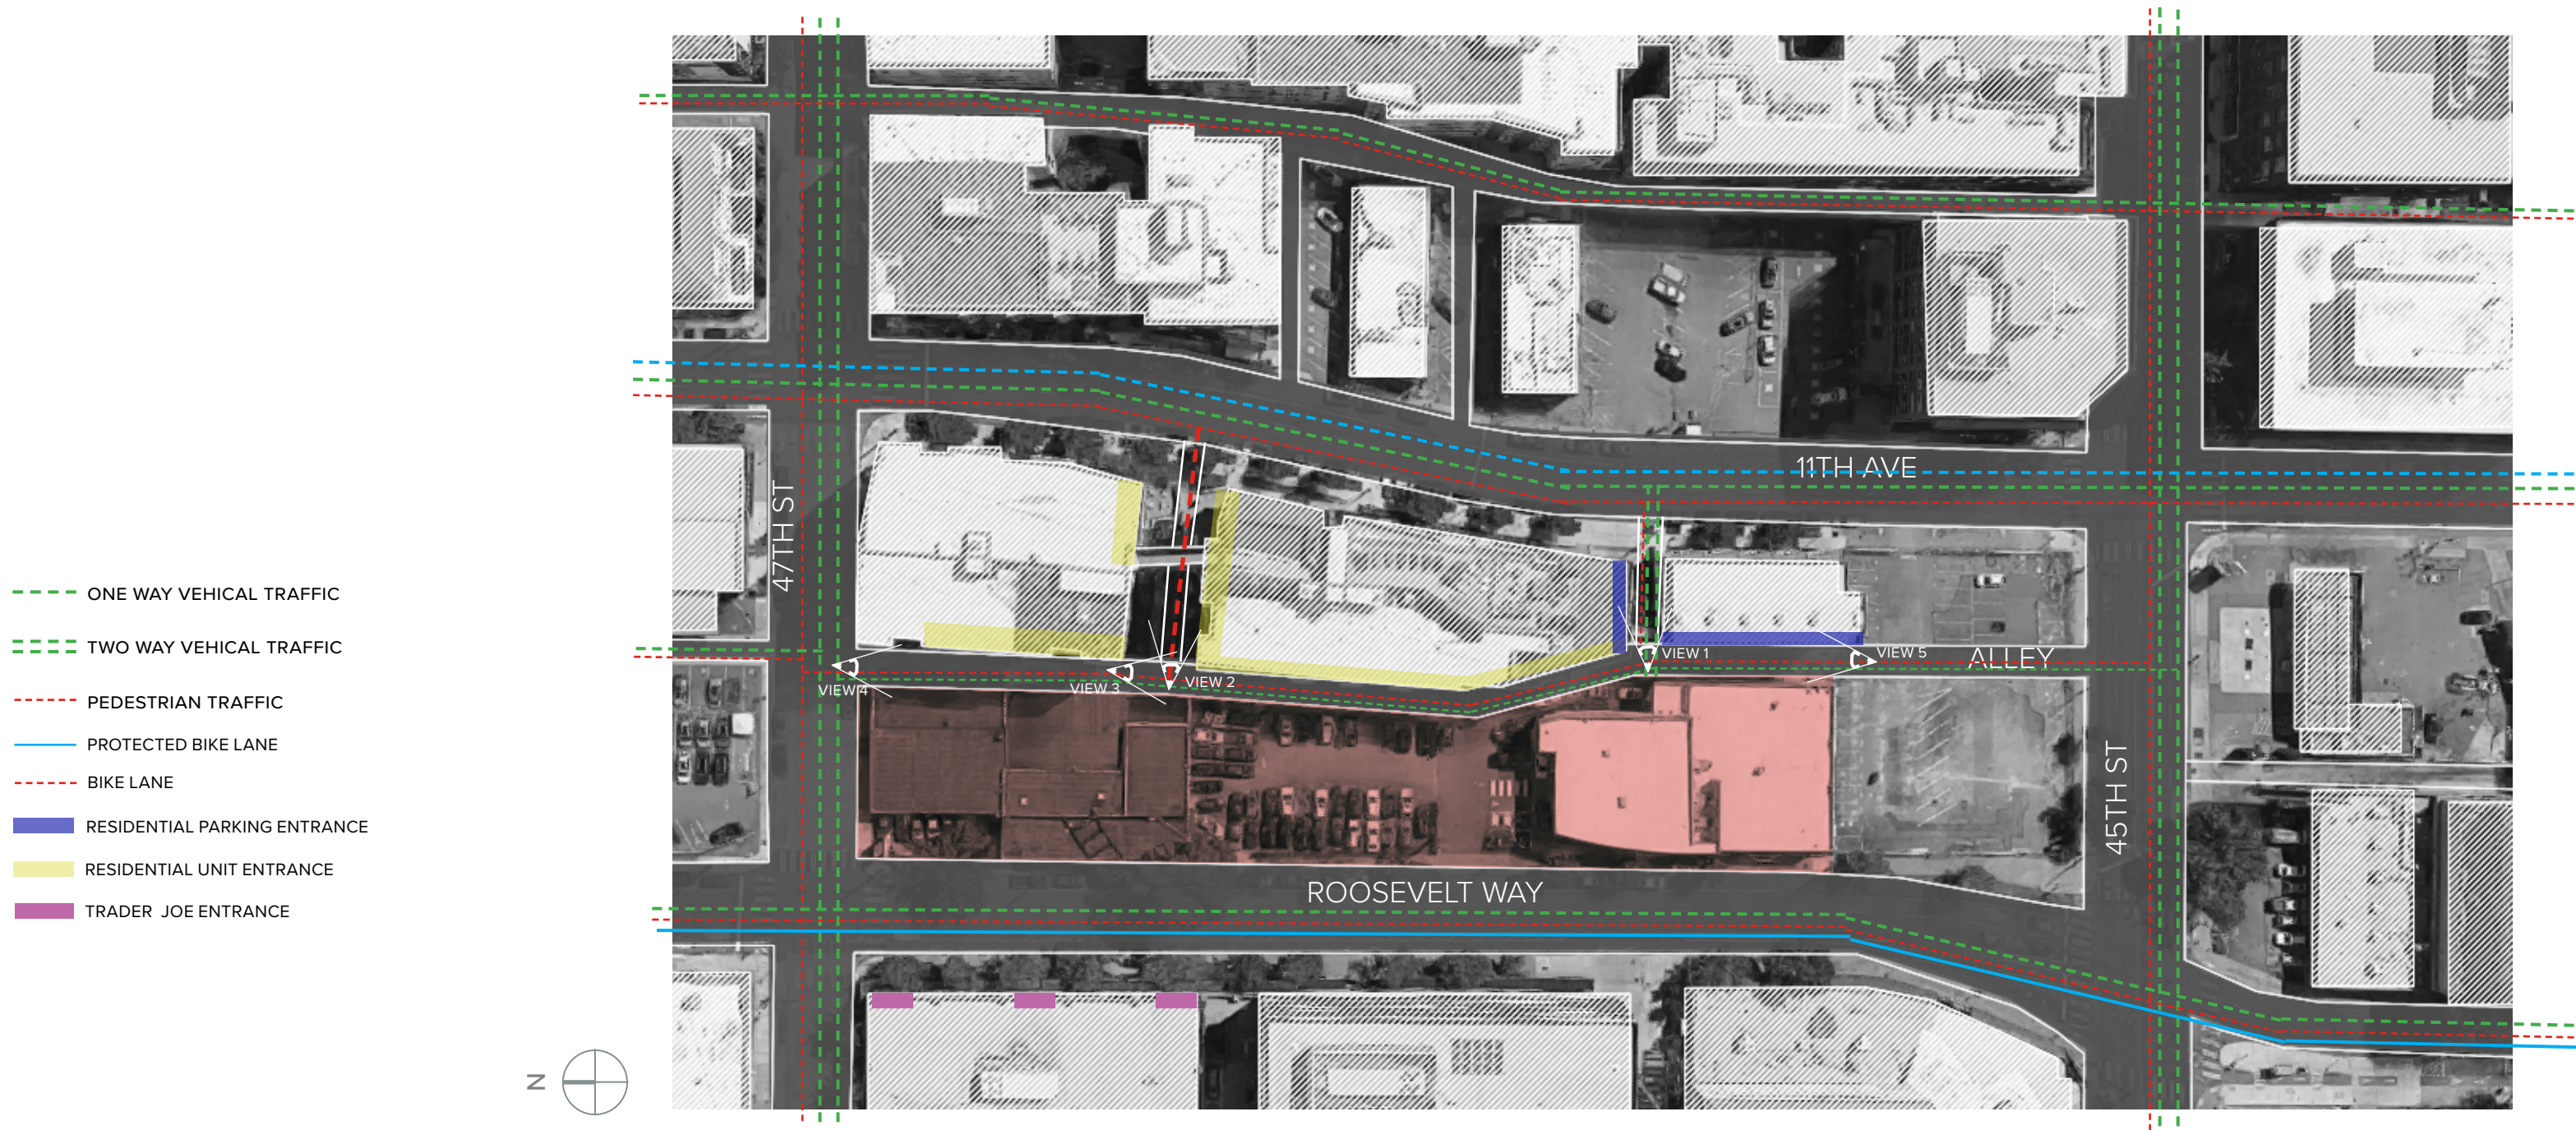 ONE WAY VEHICAL TRAFFIC
TWO WAY VEHICAL TRAFFIC
PEDESTRIAN TRAFFIC
PROTECTED BIKE LANE
BIKE LANE
RESIDENTIAL PARKING ENTRANCE
RESIDENTIAL UNIT ENTRANCE
TRADER JOE ENTRANCE
N
47TH ST
11TH AVE
VIEW 1
VIEW 5
ALLEY
VIEW 4
VIEW 3
VIEW 2
45TH ST
ROOSEVELT WAY